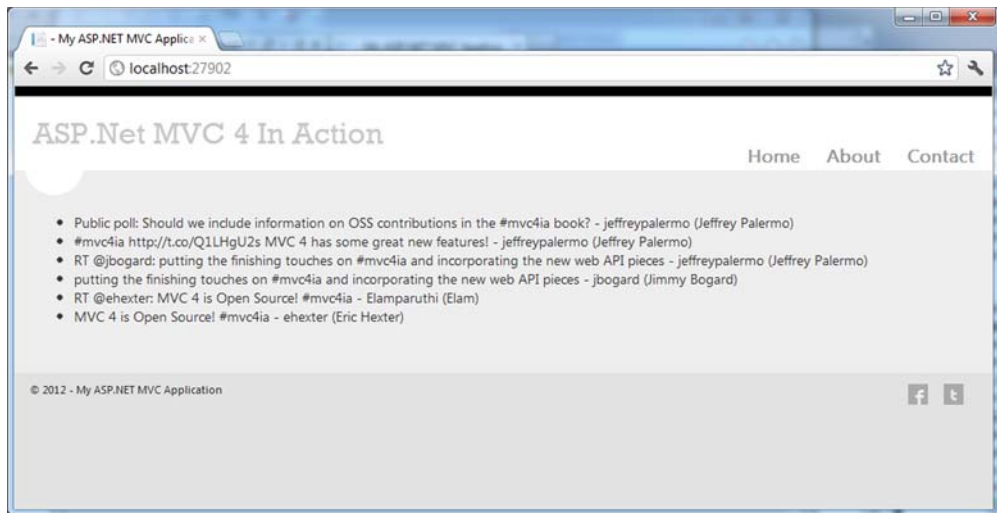 - My ASP.NET MVC Applica
localhost:27902
ASP.Net MVC 4 In Action
Home About Contact
Public poll: Should we include information on OSS contributions in the #mvc4ia book? - jeffreypalermo (Jeffrey Palermo)
#mvc4ia http://t.co/Q1LHgU2s MVC 4 has some great new features! - jeffreypalermo (Jeffrey Palermo)
RT @jbogard: putting the finishing touches on #mvc4ia and incorporating the new web API pieces - jeffreypalermo (Jeffrey Palermo)
putting the finishing touches on #mvc4ia and incorporating the new web API pieces - jbogard (Jimmy Bogard)
RT @ehexter: MVC 4 is Open Source! #mvc4ia - Elamparuthi (Elam)
MVC 4 is Open Source! #mvc4ia - ehexter (Eric Hexter)
© 2012 - My ASP.NET MVC Application
f t